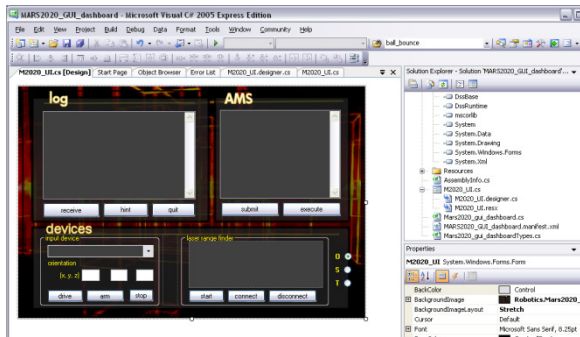 MARS2020_GUI_dashboard - Microsoft Visual C# 2005 Express Edition
File Edit View Project Build Debug Data Format Tools Window Community Help
ball_bounce
M2020_UI.cs [Design] Start Page Object Browser Error List M2020_UI.designer.cs M2020_UI.cs
Solution Explorer - Solution 'MARS2020_GUI_dashboard'...
DssBase
DssRuntime
mscorlib
System
System.Data
System.Drawing
System.Windows.Forms
System.Xml
Resources
AssemblyInfo.cs
M2020_UI.cs
M2020_UI.designer.cs
M2020_UI.resx
Mars2020_gui_dashboard.cs
MARS2020_GUI_dashboard.manifest.xml
Mars2020_gui_dashboardTypes.cs
log
AMS
receive hint quit
submit execute
devices
input device
laser range finder
orientation
(x, y, z)
drive arm stop
start connect disconnect
O
S
T
Properties
M2020_UI System.Windows.Forms.Form
BackColor Control
BackgroundImage Robotics.Mars2020_
BackgroundImageLayout Stretch
Cursor Default
Font Microsoft Sans Serif, 8.25pt